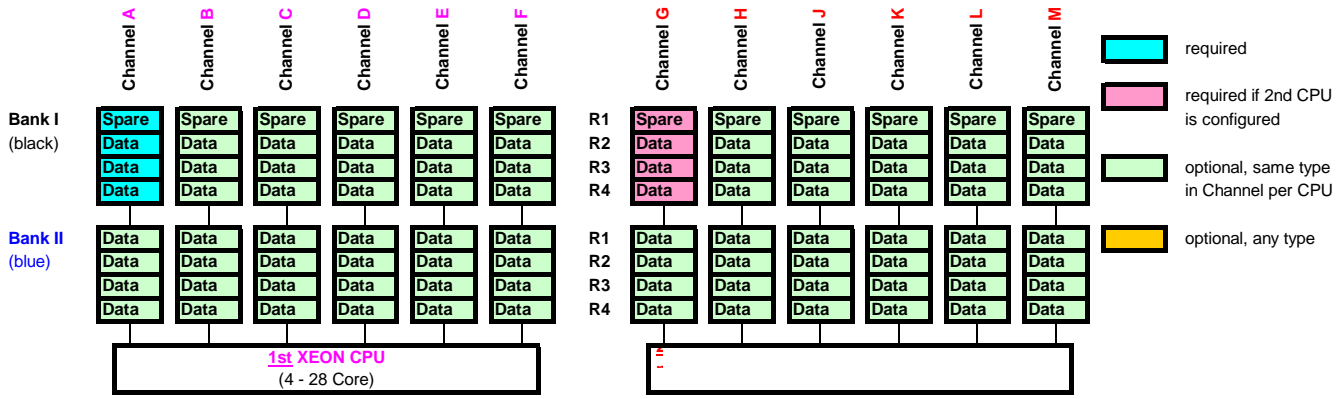 Channel A Channel B Channel C Channel D Channel E Channel F Channel G Channel H Channel J Channel K Channel L Channel M
required
required if 2nd CPU
is configured
optional, same type
in Channel per CPU
optional, any type
Bank I
(black)
Spare Spare Spare Spare Spare Spare R1 Spare Spare Spare Spare Spare Spare
Data Data Data Data Data Data R2 Data Data Data Data Data Data
Data Data Data Data Data Data R3 Data Data Data Data Data Data
Data Data Data Data Data Data R4 Data Data Data Data Data Data
Bank II
(blue)
Data Data Data Data Data Data R1 Data Data Data Data Data Data
Data Data Data Data Data Data R2 Data Data Data Data Data Data
Data Data Data Data Data Data R3 Data Data Data Data Data Data
Data Data Data Data Data Data R4 Data Data Data Data Data Data
1st XEON CPU
(4 - 28 Core)